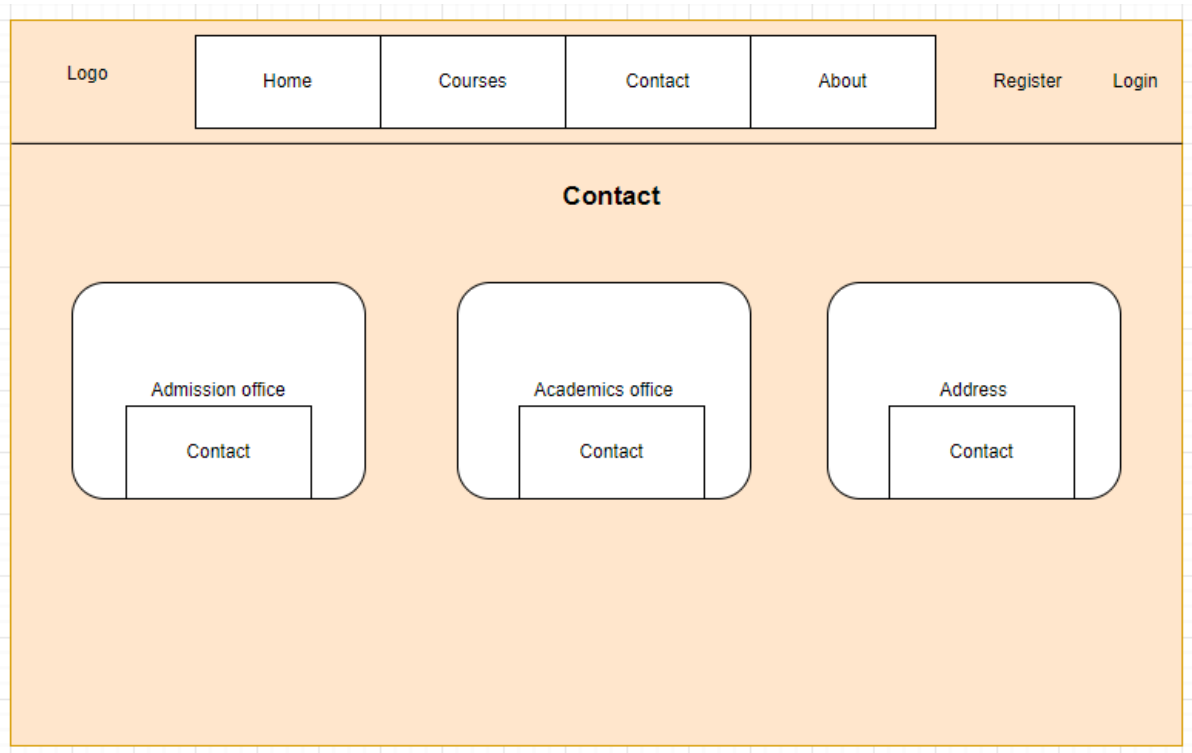 Logo
Home
Courses
Contact
About
Register
Login
Contact
Admission office
Contact
Academics office
Contact
Address
Contact